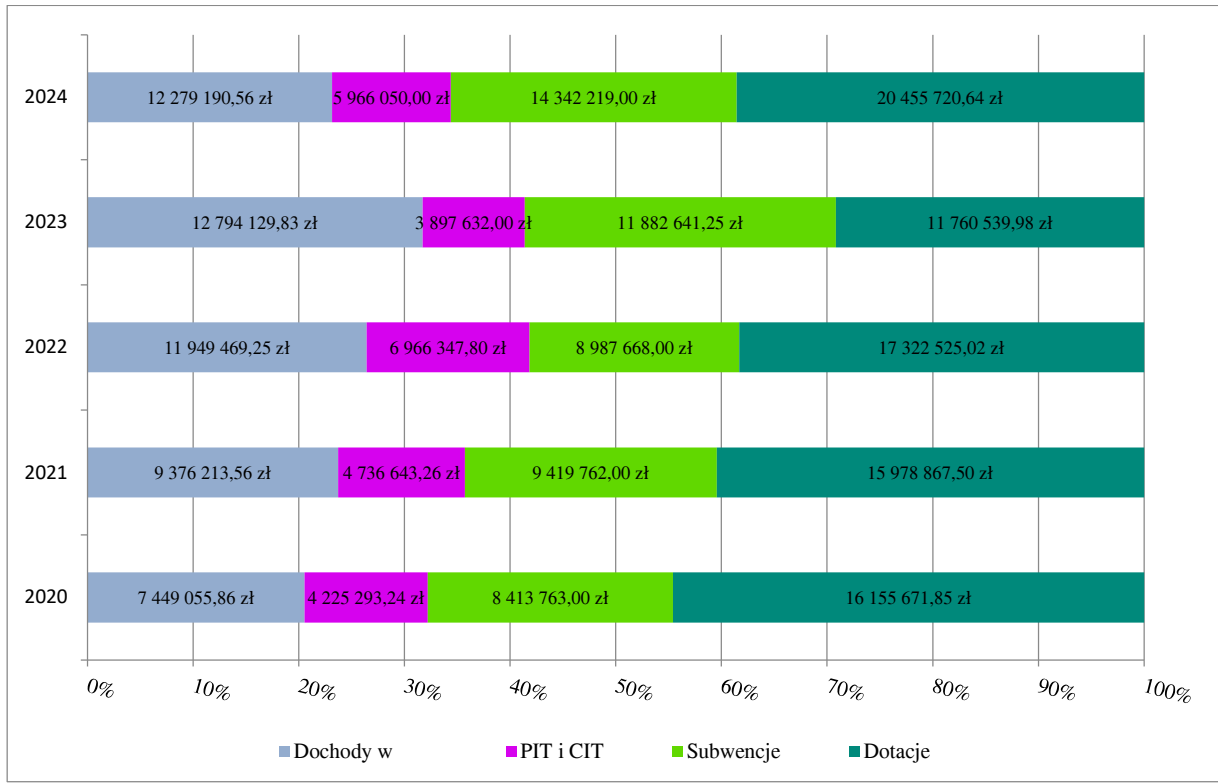 2024 12 279 190,56 zł 5 966 050,00 zł 14 342 219,00 zł 20 455 720,64 zł
2023 12 794 129,83 zł 3 897 632,00 zł 11 882 641,25 zł 11 760 539,98 zł
2022 11 949 469,25 zł 6 966 347,80 zł 8 987 668,00 zł 17 322 525,02 zł
2021 9 376 213,56 zł 4 736 643,26 zł 9 419 762,00 zł 15 978 867,50 zł
2020 7 449 055,86 zł 4 225 293,24 zł 8 413 763,00 zł 16 155 671,85 zł
0% 10% 20% 30% 40% 50% 60% 70% 80% 90% 100%
Dochody w PIT i CIT Subwencje Dotacje